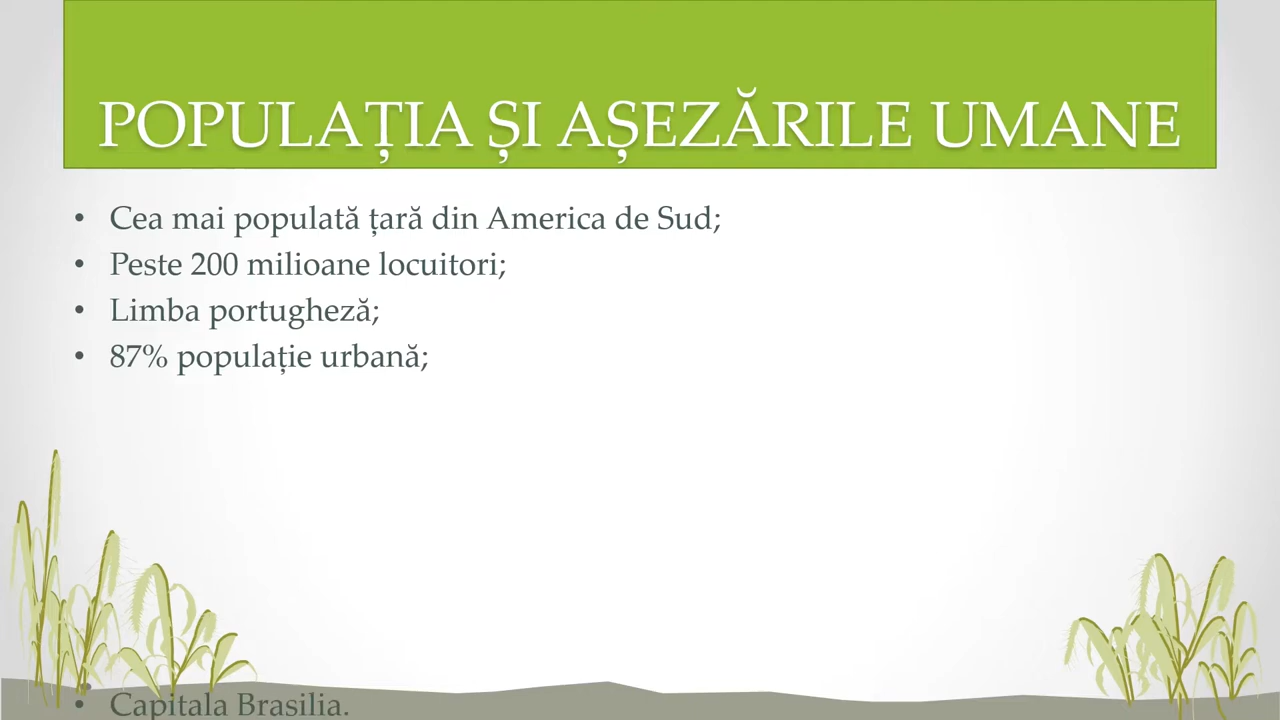 POPULAȚIA ȘI AȘEZĂRILE UMANE
• Cea mai populată țară din America de Sud;
• Peste 200 milioane locuitori;
• Limba portugheză;
• 87% populație urbană;
• Capitala Brasilia.